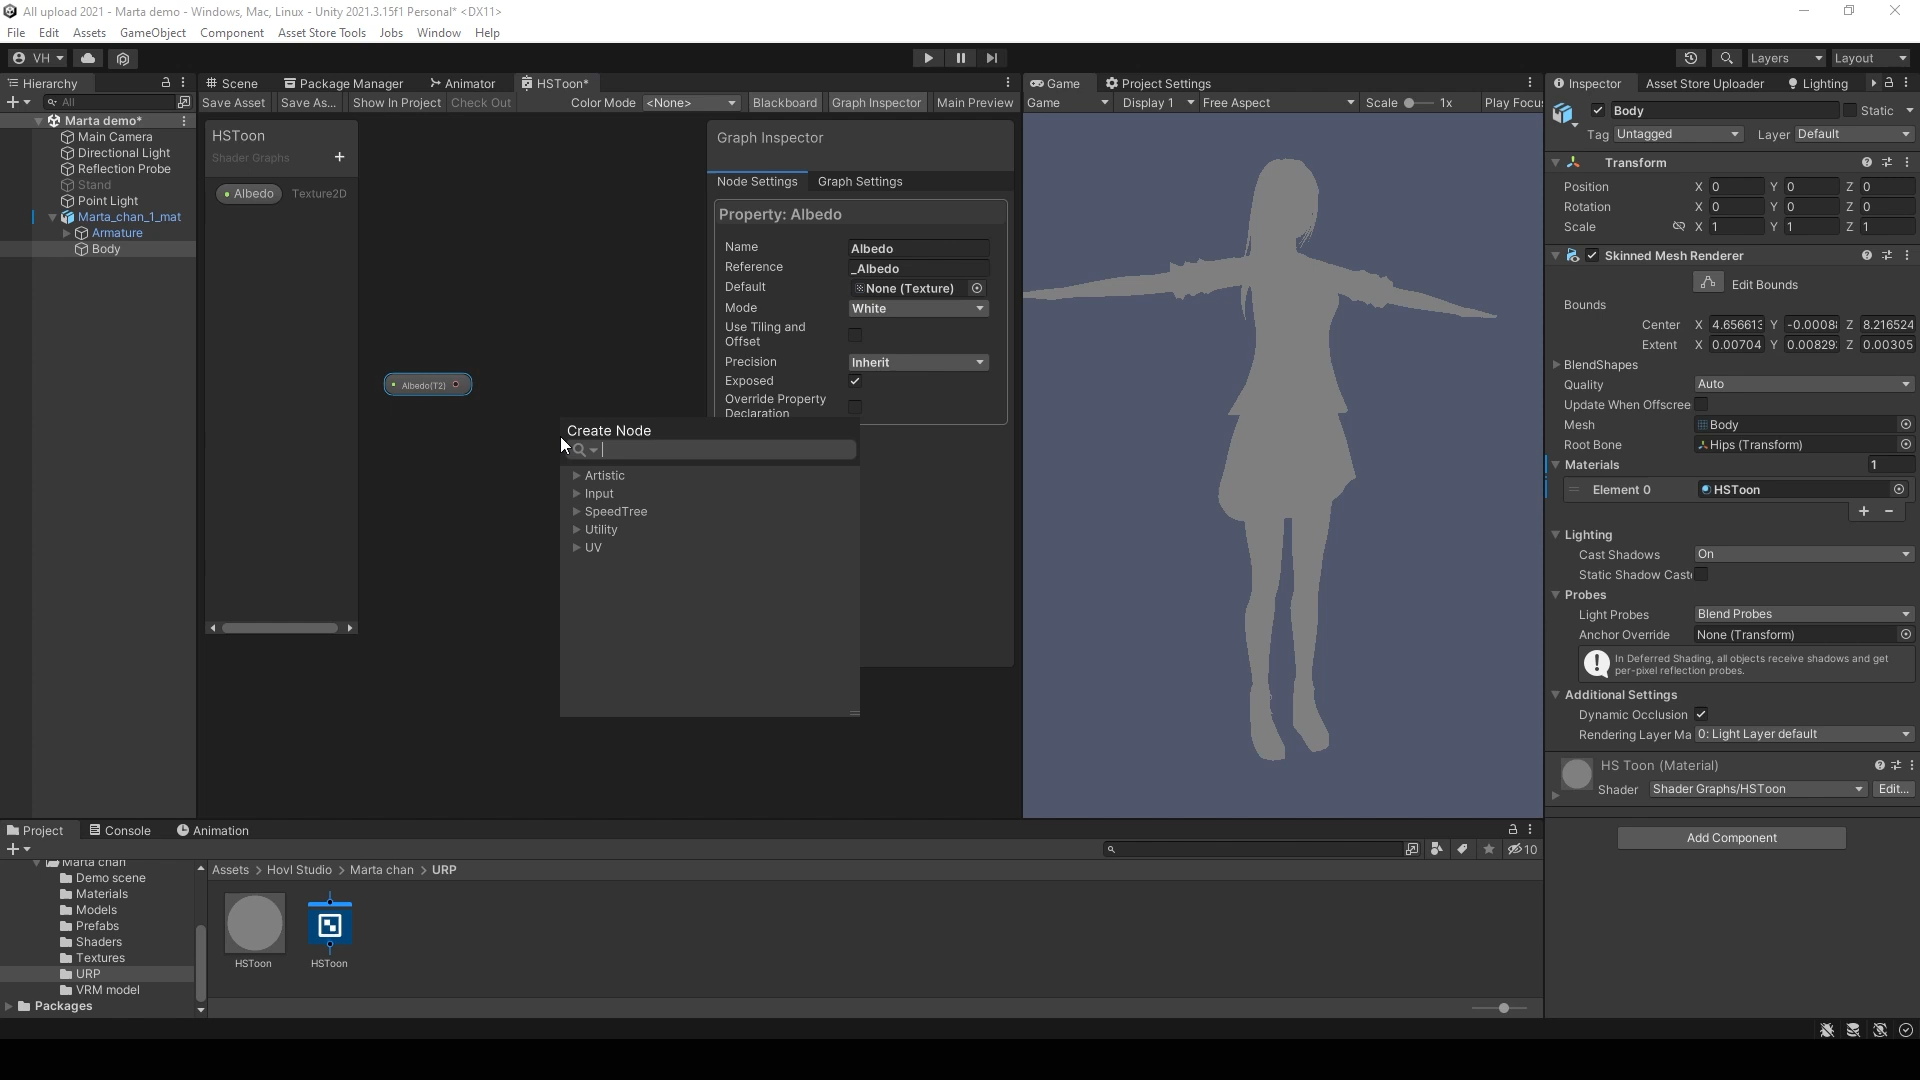 All upload 2021 - Marta demo - Windows, Mac, Linux - Unity 2021.3.15f1 Personal* <DX11>
File Edit Assets GameObject Component Asset Store Tools Jobs Window Help
VH Layers Layout
Hierarchy
All
Marta demo*
Main Camera
Directional Light
Reflection Probe
Stand
Point Light
Marta_chan_1_mat
Armature
Body
Scene Package Manager Animator HSToon*
Save Asset Save As... Show In Project Check Out Color Mode <None> Blackboard Graph Inspector Main Preview
HSToon
Shader Graphs
Albedo Texture2D
Albedo(T2)
Graph Inspector
Node Settings Graph Settings
Property: Albedo
Name Albedo
Reference _Albedo
Default None (Texture)
Mode White
Use Tiling and
Offset
Precision Inherit
Exposed
Override Property
Declaration
Create Node
Artistic
Input
SpeedTree
Utility
UV
Game Project Settings
Game Display 1 Free Aspect Scale 1x Play Focus
Inspector Asset Store Uploader Lighting
Body Static
Tag Untagged Layer Default
Transform
Position X 0 Y 0 Z 0
Rotation X 0 Y 0 Z 0
Scale X 1 Y 1 Z 1
Skinned Mesh Renderer
Edit Bounds
Bounds
Center X 4.656613 Y -0.0008 Z 8.216524
Extent X 0.00704 Y 0.00829 Z 0.00305
BlendShapes
Quality Auto
Update When Offscree
Mesh Body
Root Bone Hips (Transform)
Materials 1
Element 0 HSToon
Lighting
Cast Shadows On
Static Shadow Cast
Probes
Light Probes Blend Probes
Anchor Override None (Transform)
In Deferred Shading, all objects receive shadows and get
per-pixel reflection probes.
Additional Settings
Dynamic Occlusion
Rendering Layer Ma 0: Light Layer default
HS Toon (Material)
Shader Shader Graphs/HSToon Edit...
Add Component
Project Console Animation
10
Marta chan
Demo scene
Materials
Models
Prefabs
Shaders
Textures
URP
VRM model
Packages
Assets > Hovl Studio > Marta chan > URP
HSToon HSToon